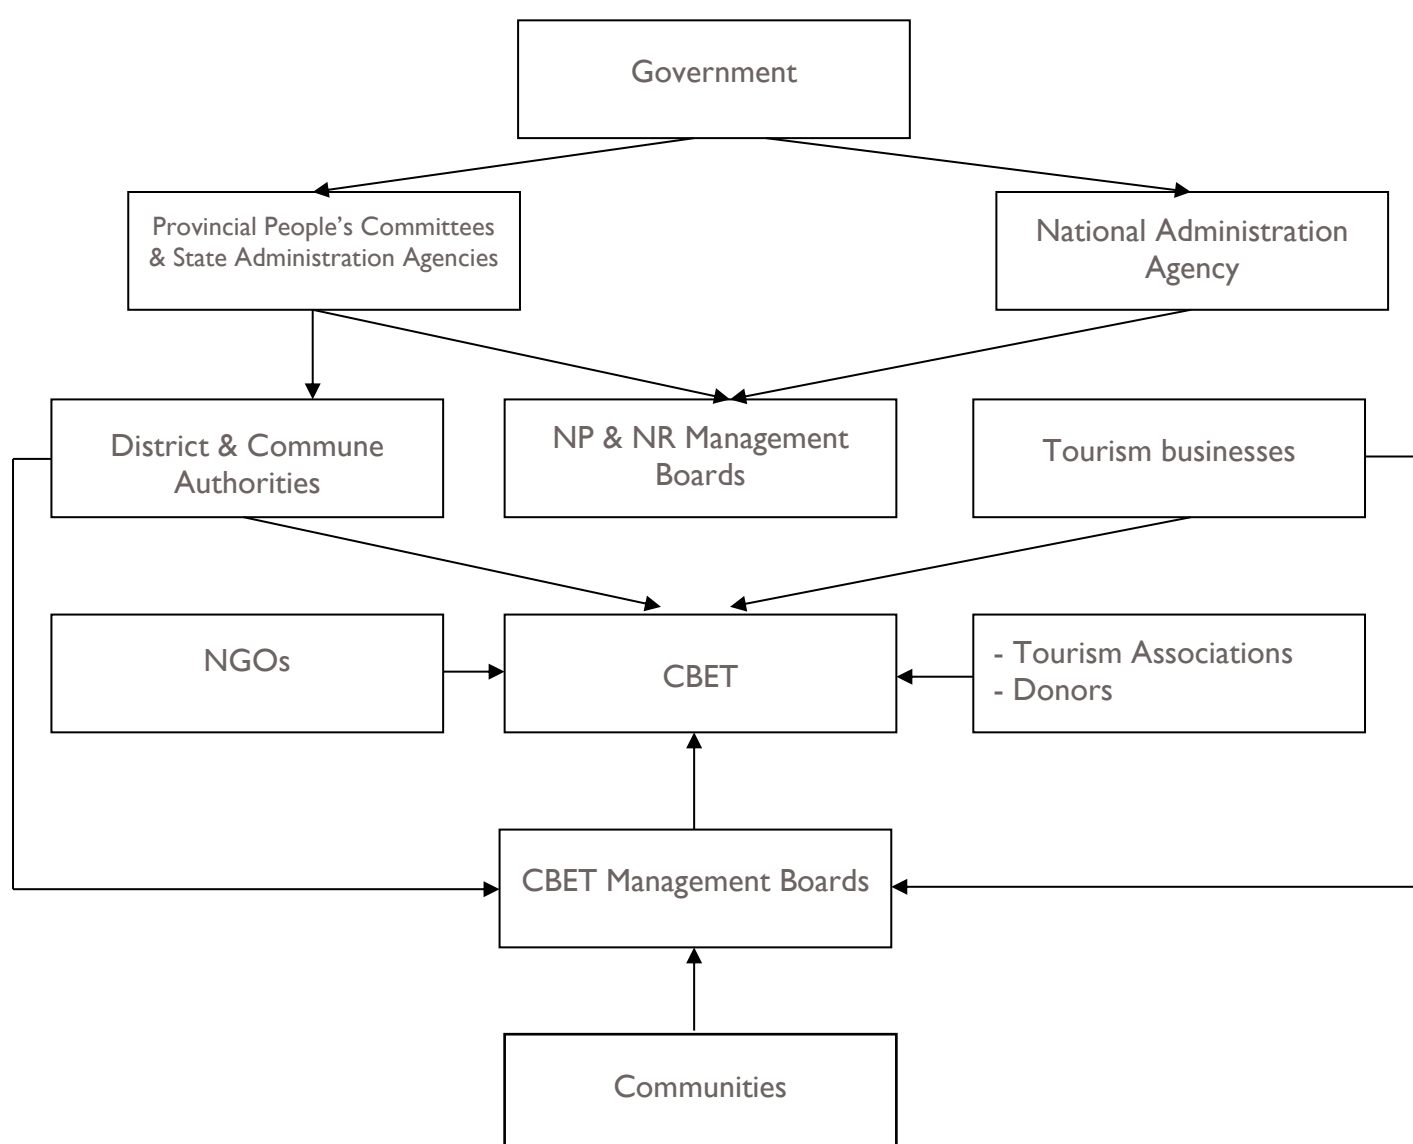 Government
Provincial People’s Committees
& State Administration Agencies
National Administration
Agency
District & Commune
Authorities
NP & NR Management
Boards
Tourism businesses
NGOs
CBET
- Tourism Associations
- Donors
CBET Management Boards
Communities